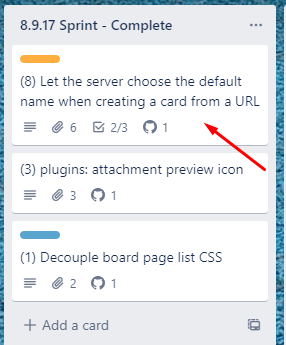 8.9.17 Sprint - Complete
(8) Let the server choose the default
name when creating a card from a URL
6 2/3 1
(3) plugins: attachment preview icon
3 1
(1) Decouple board page list CSS
2 1
Add a card